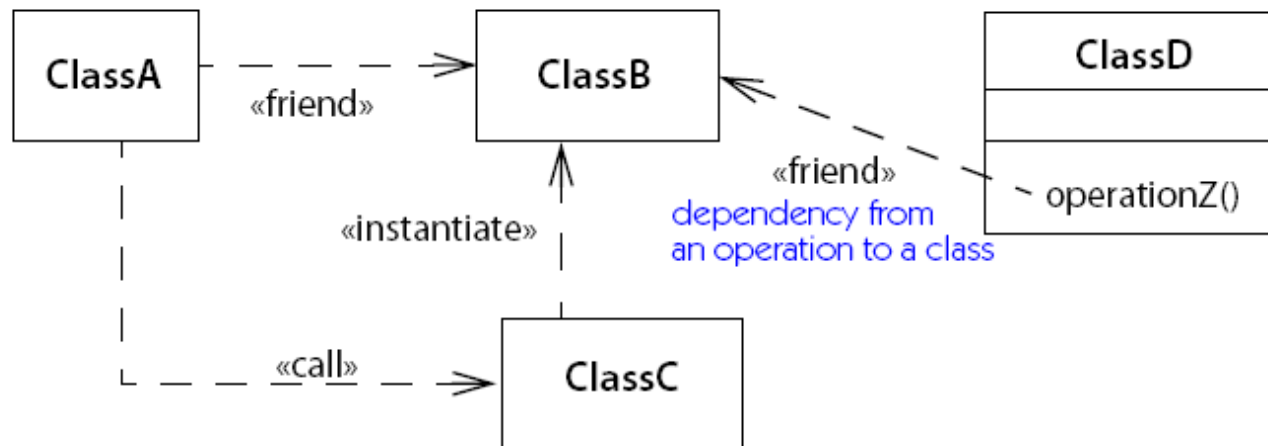 ClassA
ClassB
ClassD
«friend»
«friend»
operationZ()
dependency from
an operation to a class
«instantiate»
«call»
ClassC